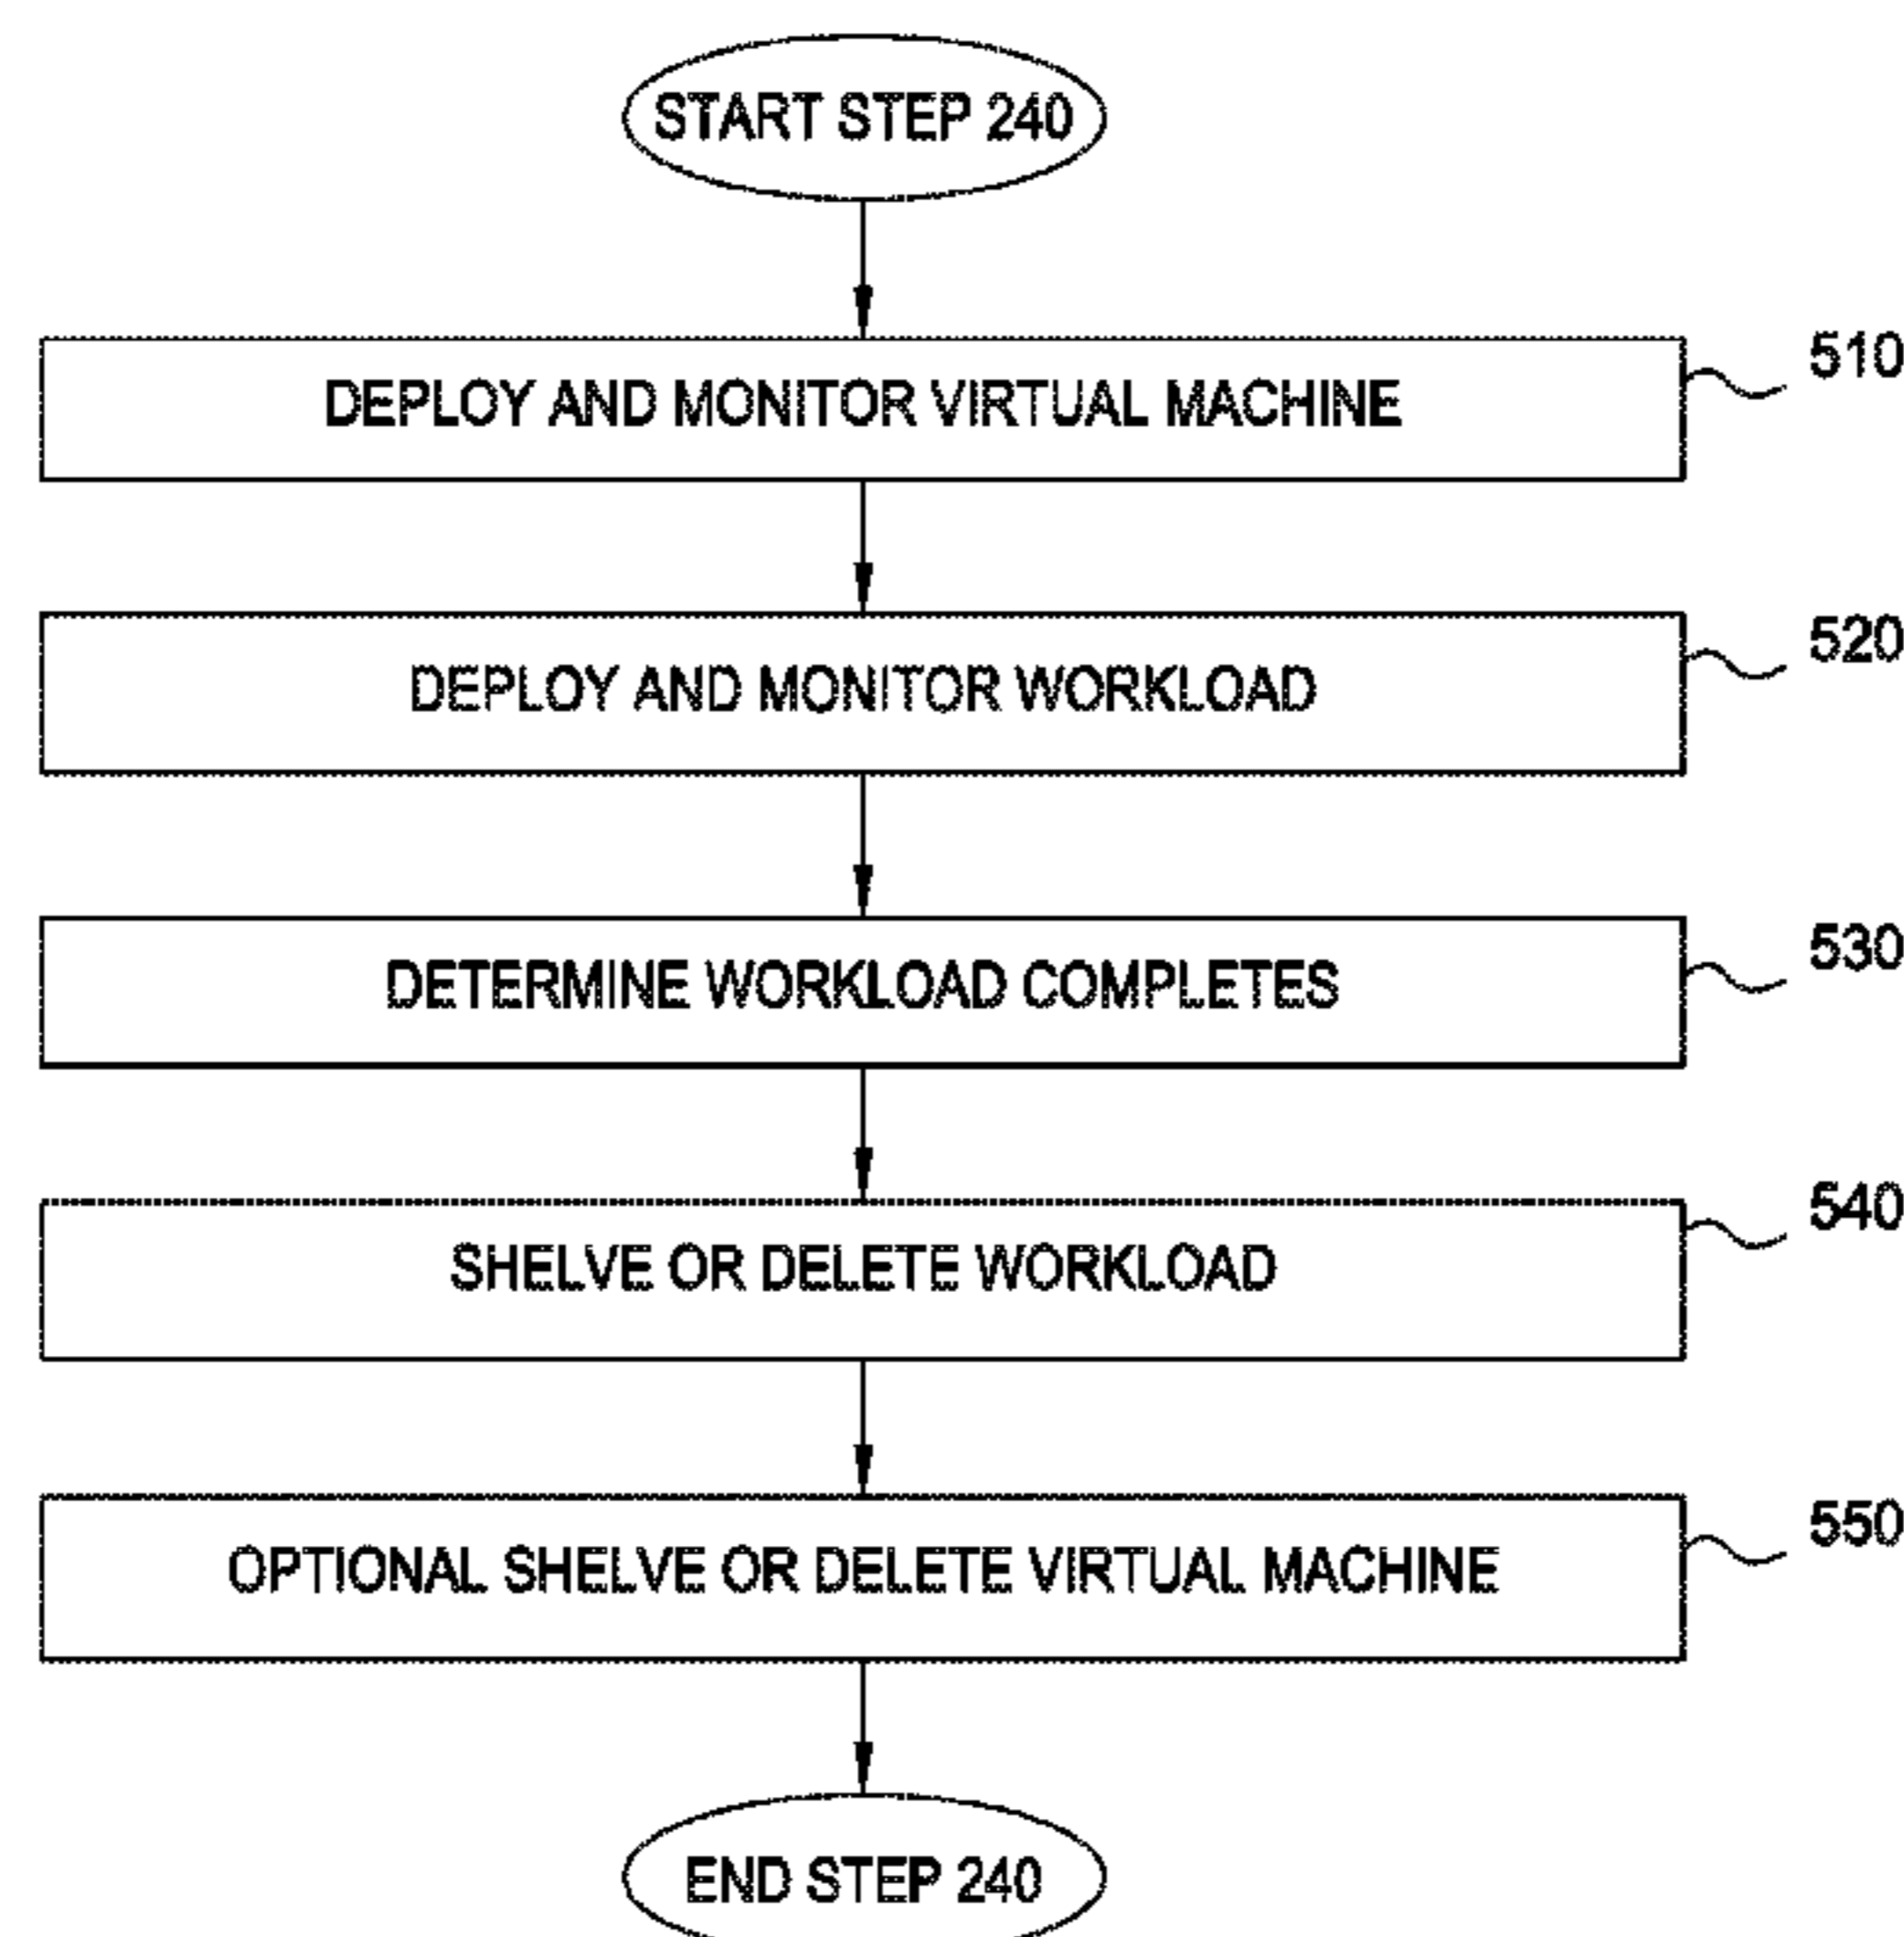 START STEP 240
510
DEPLOY AND MONITOR VIRTUAL MACHINE
520
DEPLOY AND MONITOR WORKLOAD
530
DETERMINE WORKLOAD COMPLETES
540
SHELVE OR DELETE WORKLOAD
550
OPTIONAL SHELVE OR DELETE VIRTUAL MACHINE
END STEP 240